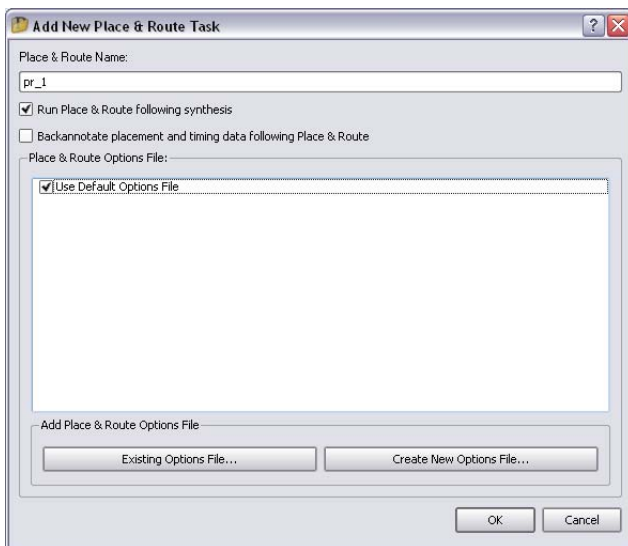 Add New Place & Route Task
Place & Route Name:
pr_1
Run Place & Route following synthesis
Backannotate placement and timing data following Place & Route
Place & Route Options File:
Use Default Options File
Add Place & Route Options File
Existing Options File...
Create New Options File...
OK
Cancel